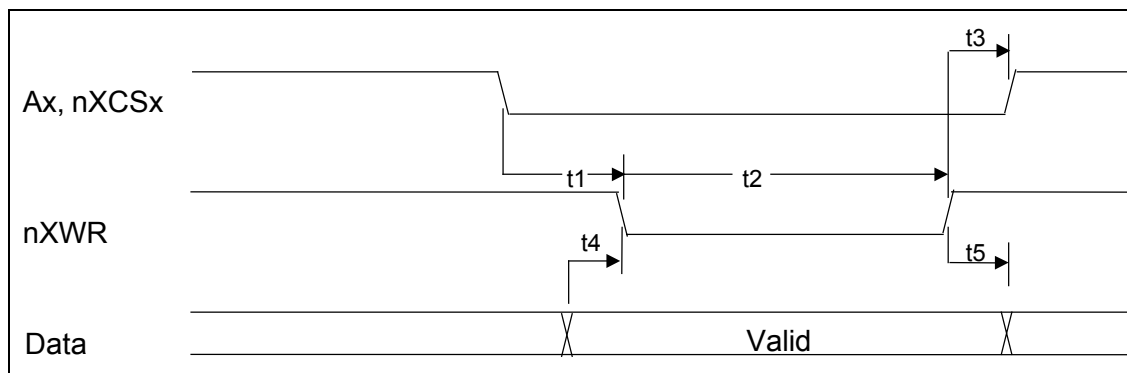 t3
Ax, nXCSx
t1
t2
nXWR
t4
t5
Data
Valid